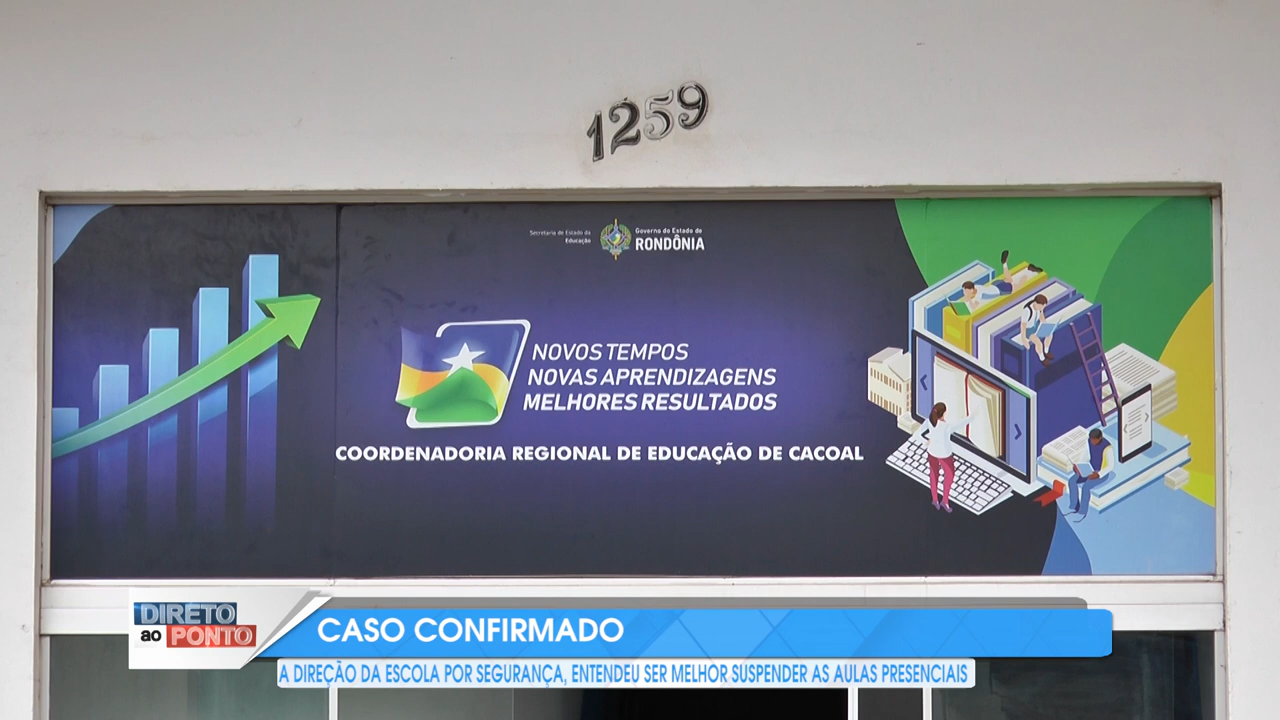 1259
Secretaria de Estado da
Educação
Governo do Estado de
RONDÔNIA
NOVOS TEMPOS
NOVAS APRENDIZAGENS
MELHORES RESULTADOS
COORDENADORIA REGIONAL DE EDUCAÇÃO DE CACOAL
DIRETO
ao PONTO
CASO CONFIRMADO
A DIREÇÃO DA ESCOLA POR SEGURANÇA, ENTENDEU SER MELHOR SUSPENDER AS AULAS PRESENCIAIS